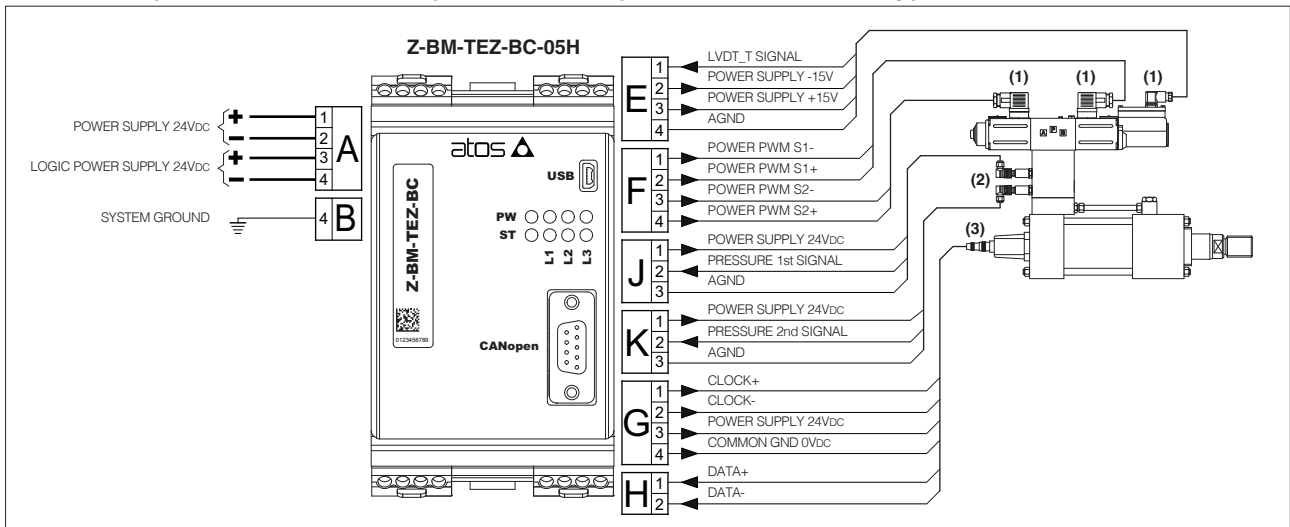 Z-BM-TEZ-BC-05H
POWER SUPPLY 24VDC
+ 1
− 2
LOGIC POWER SUPPLY 24VDC
+ 3
− 4
A
SYSTEM GROUND
4 B
atos
USB
PW
ST
L1 L2 L3
Z-BM-TEZ-BC
0123456789
CANopen
E
1 LVDT_T SIGNAL
2 POWER SUPPLY -15V
3 POWER SUPPLY +15V
4 AGND
F
1 POWER PWM S1-
2 POWER PWM S1+
3 POWER PWM S2-
4 POWER PWM S2+
J
1 POWER SUPPLY 24VDC
2 PRESSURE 1st SIGNAL
3 AGND
K
1 POWER SUPPLY 24VDC
2 PRESSURE 2nd SIGNAL
3 AGND
G
1 CLOCK+
2 CLOCK-
3 POWER SUPPLY 24VDC
4 COMMON GND 0VDC
H
1 DATA+
2 DATA-
(1) (1) (1)
A P B
(2)
(3)